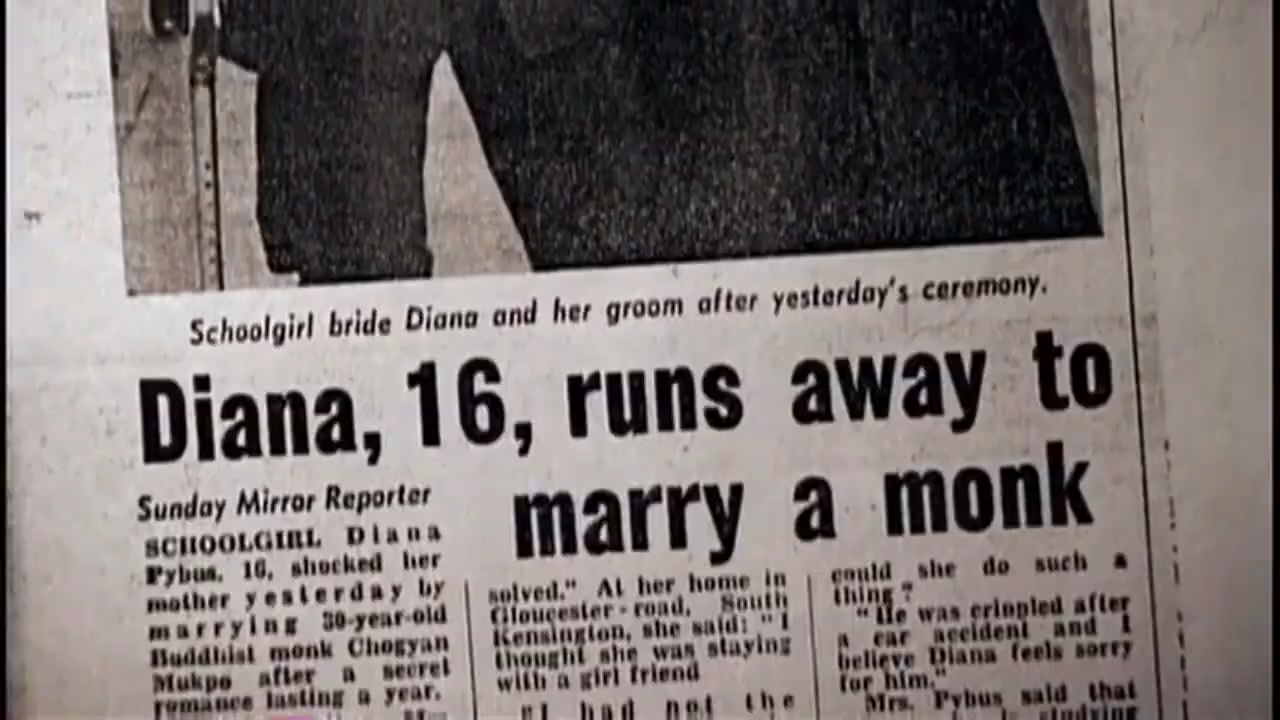 Schoolgirl bride Diana and her groom after yesterday's ceremony.
Diana, 16, runs away to
marry a monk
Sunday Mirror Reporter
SCHOOLGIRL Diana
Pybus, 16, shocked her
mother yesterday by
marrying 30-year-old
Buddhist monk Chogyan
Mukpo after a secret
romance lasting a year.
solved." At her home in
Gloucester-road, South
Kensington, she said: "I
thought she was staying
with a girl friend
"I had not the
could she do such a
thing?
"He was crippled after
a car accident and I
believe Diana feels sorry
for him."
Mrs. Pybus said that
studying